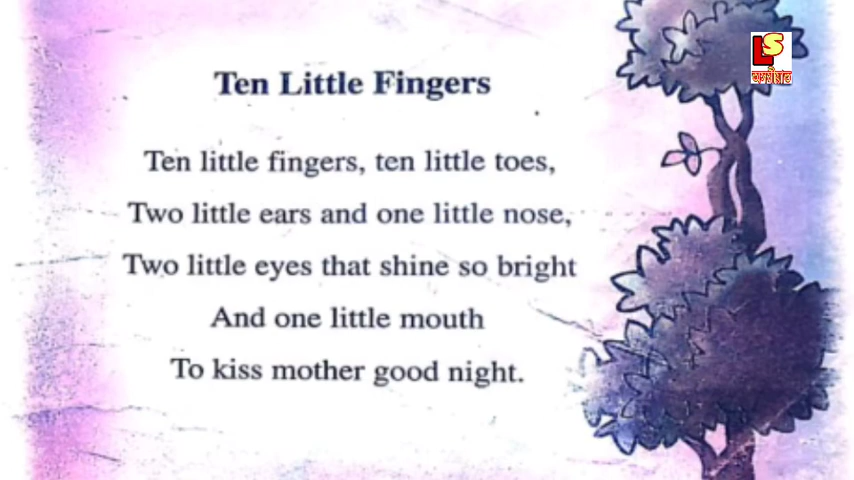 LS
Ten Little Fingers
Ten little fingers, ten little toes,
Two little ears and one little nose,
Two little eyes that shine so bright
And one little mouth
To kiss mother good night.